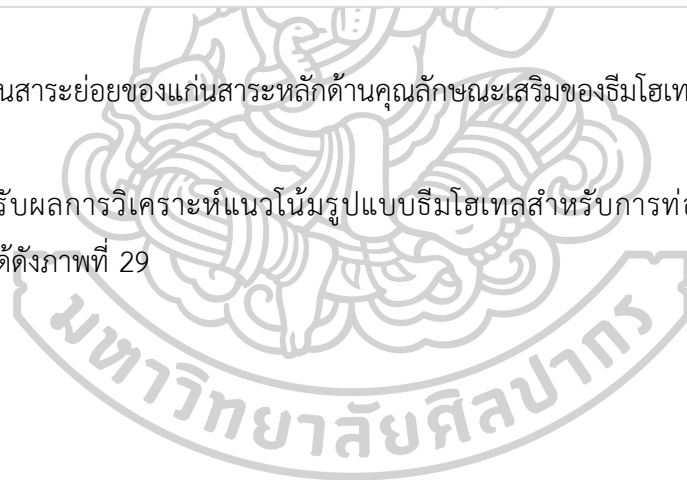 นสาระย่อยของแก่นสาระหลักด้านคุณลักษณะเสริมของธีมโฮเท
รับผลการวิเคราะห์แนวโน้มรูปแบบธีมโฮเทลสำหรับการท่อ
ด้ดังภาพที่ 29
มหาวิทยาลัยศิลปากร